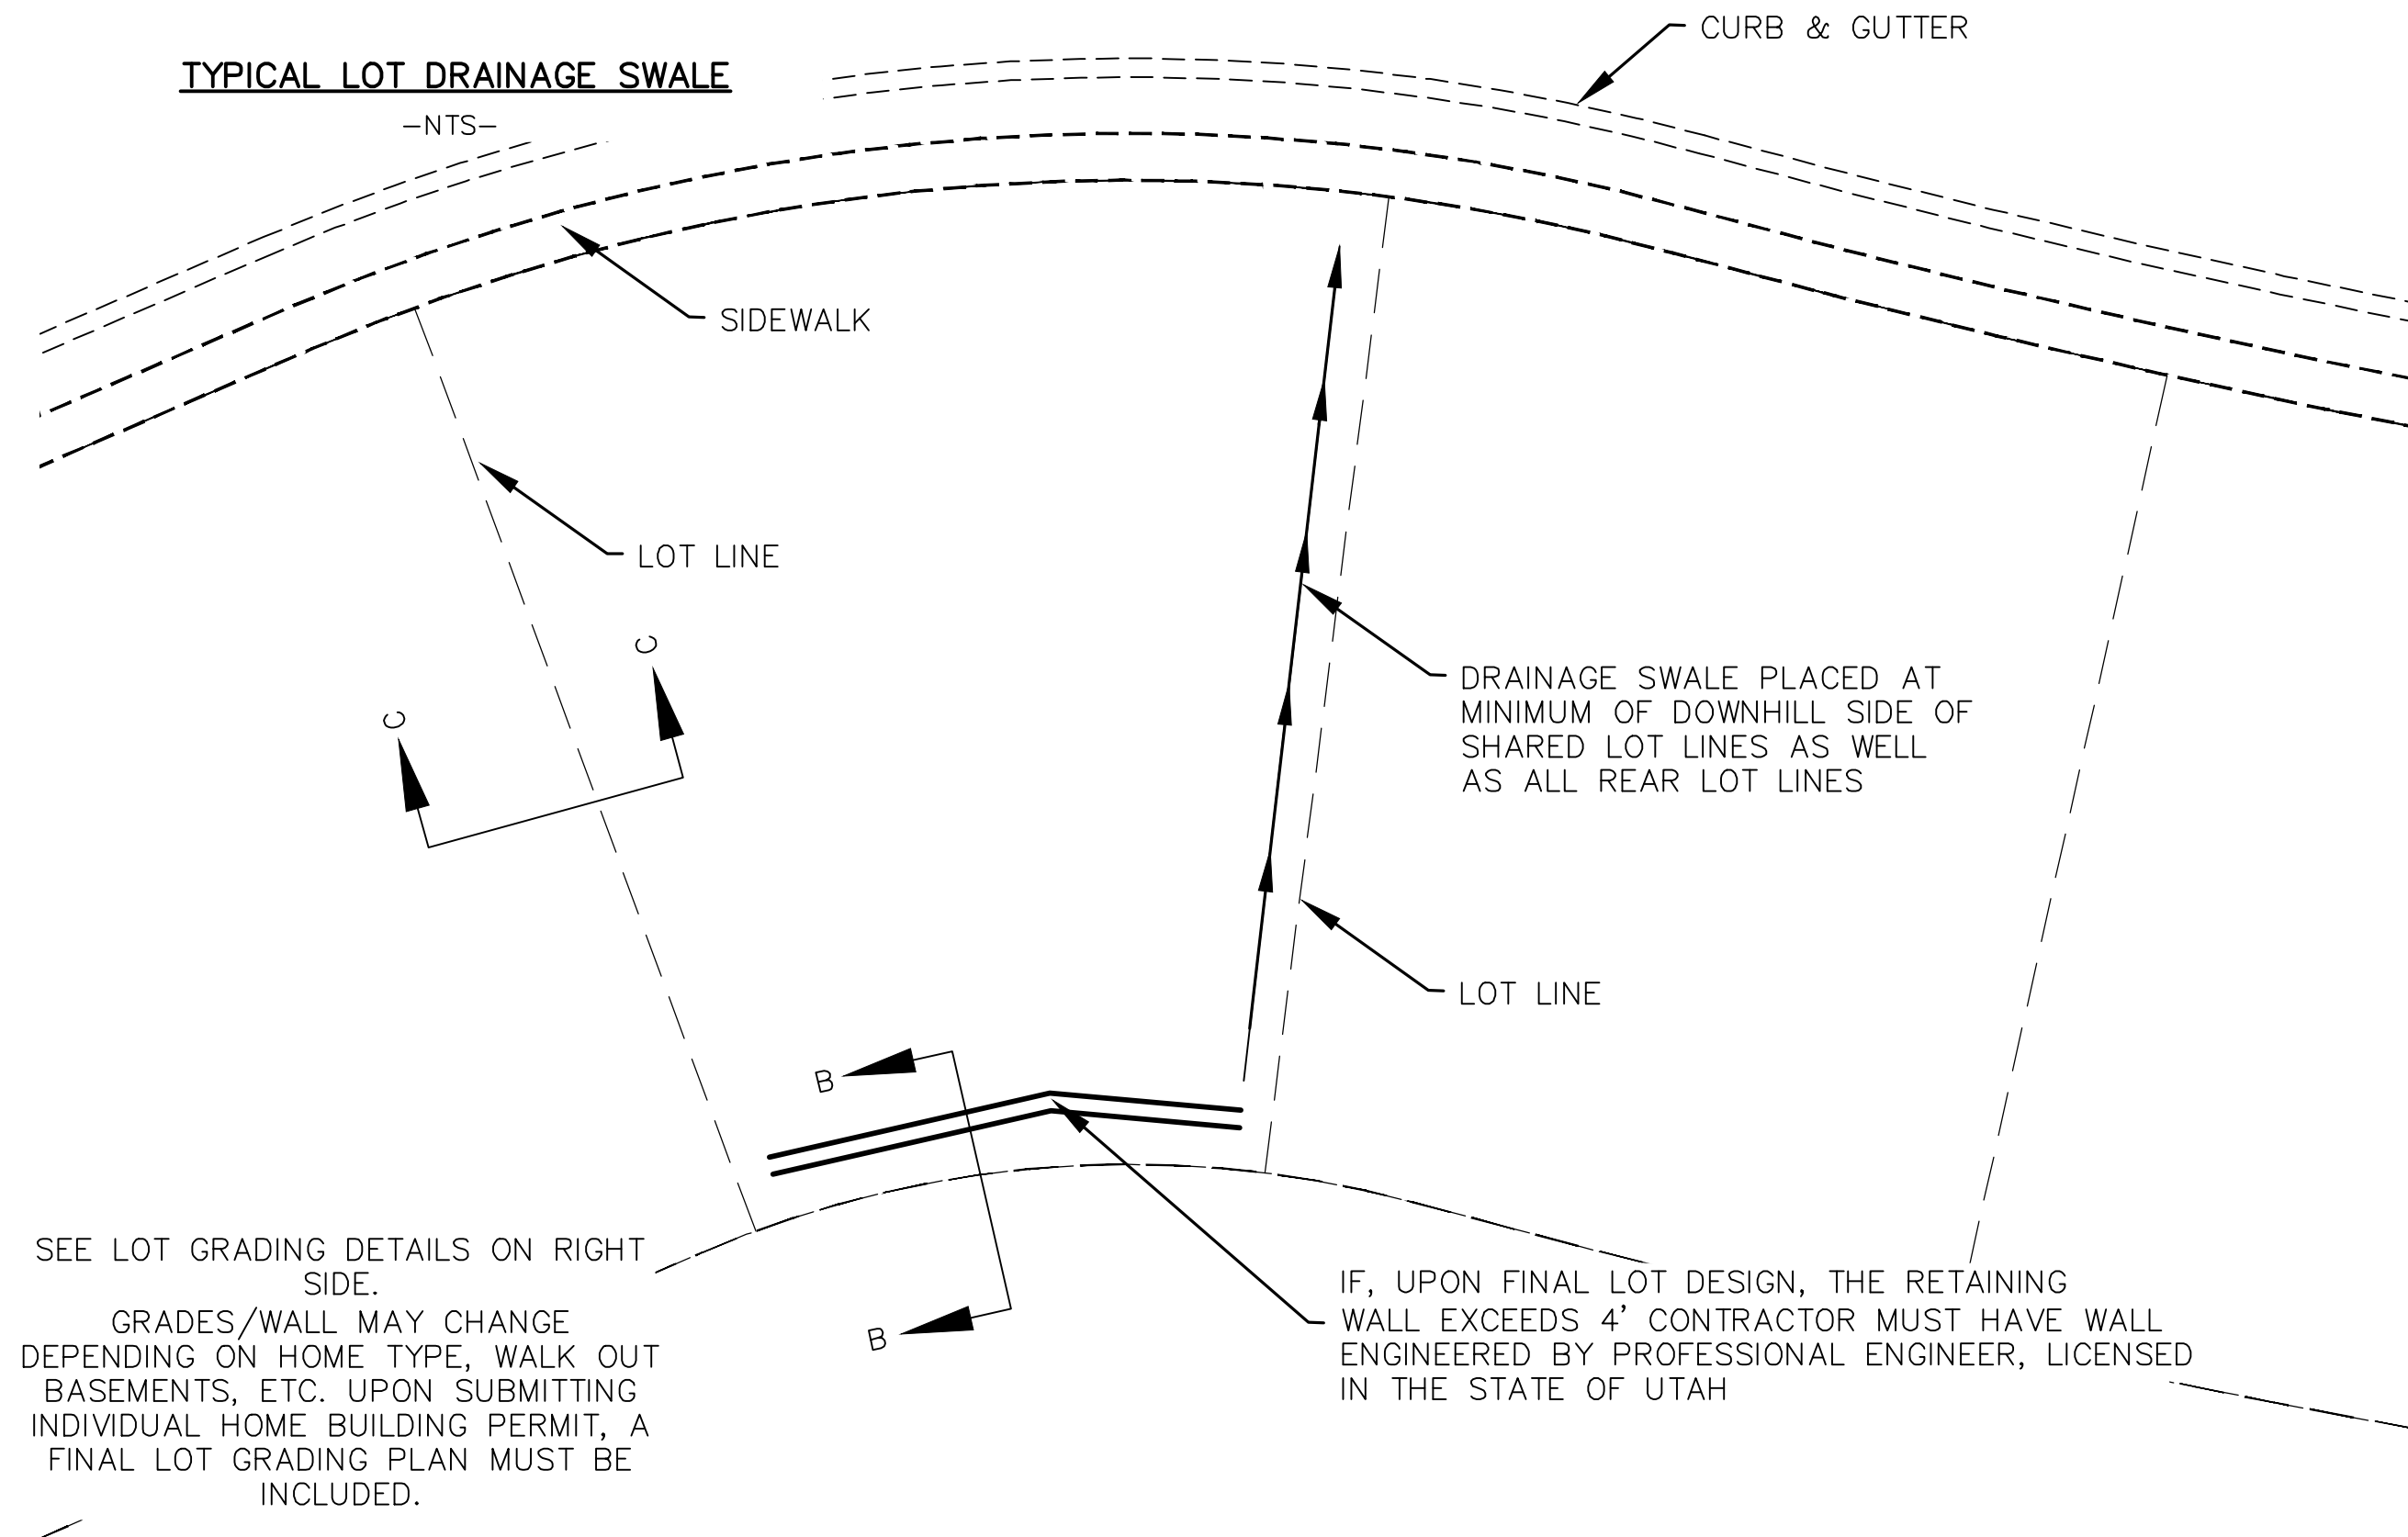 CURB & GUTTER
TYPICAL LOT DRAINAGE SWALE
-NTS-
SIDEWALK
LOT LINE
C
C
DRAINAGE SWALE PLACED AT
MINIMUM OF DOWNHILL SIDE OF
SHARED LOT LINES AS WELL
AS ALL REAR LOT LINES
LOT LINE
B
B
SEE LOT GRADING DETAILS ON RIGHT
SIDE.
GRADES/WALL MAY CHANGE
DEPENDING ON HOME TYPE, WALK OUT
BASEMENTS, ETC. UPON SUBMITTING
INDIVIDUAL HOME BUILDING PERMIT, A
FINAL LOT GRADING PLAN MUST BE
INCLUDED.
IF, UPON FINAL LOT DESIGN, THE RETAINING
WALL EXCEEDS 4' CONTRACTOR MUST HAVE WALL
ENGINEERED BY PROFESSIONAL ENGINEER, LICENSED
IN THE STATE OF UTAH